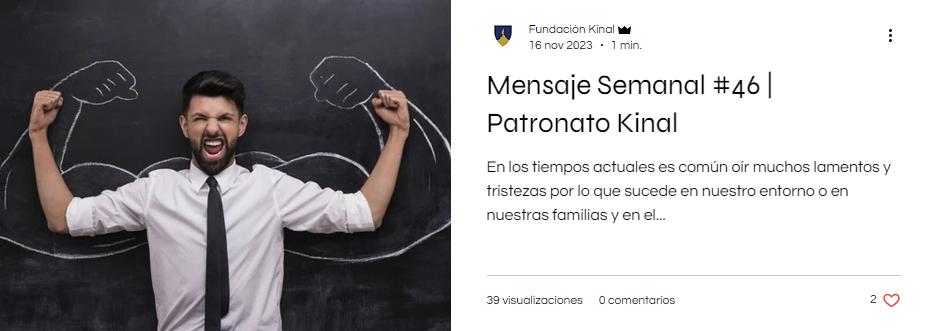 Fundación Kinal
16 nov 2023 · 1 min.
Mensaje Semanal #46 |
Patronato Kinal
En los tiempos actuales es común oír muchos lamentos y
tristezas por lo que sucede en nuestro entorno o en
nuestras familias y en el...
39 visualizaciones 0 comentarios
2